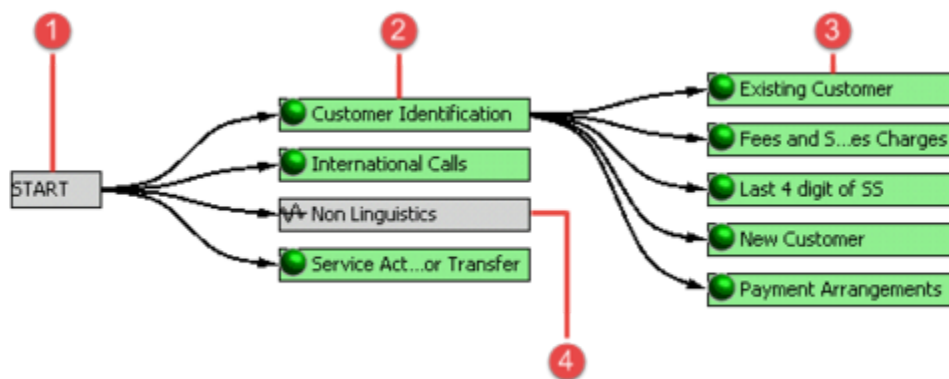 1
2
3
START
Customer Identification
International Calls
Non Linguistics
Service Act...or Transfer
Existing Customer
Fees and S...es Charges
Last 4 digit of SS
New Customer
Payment Arrangements
4